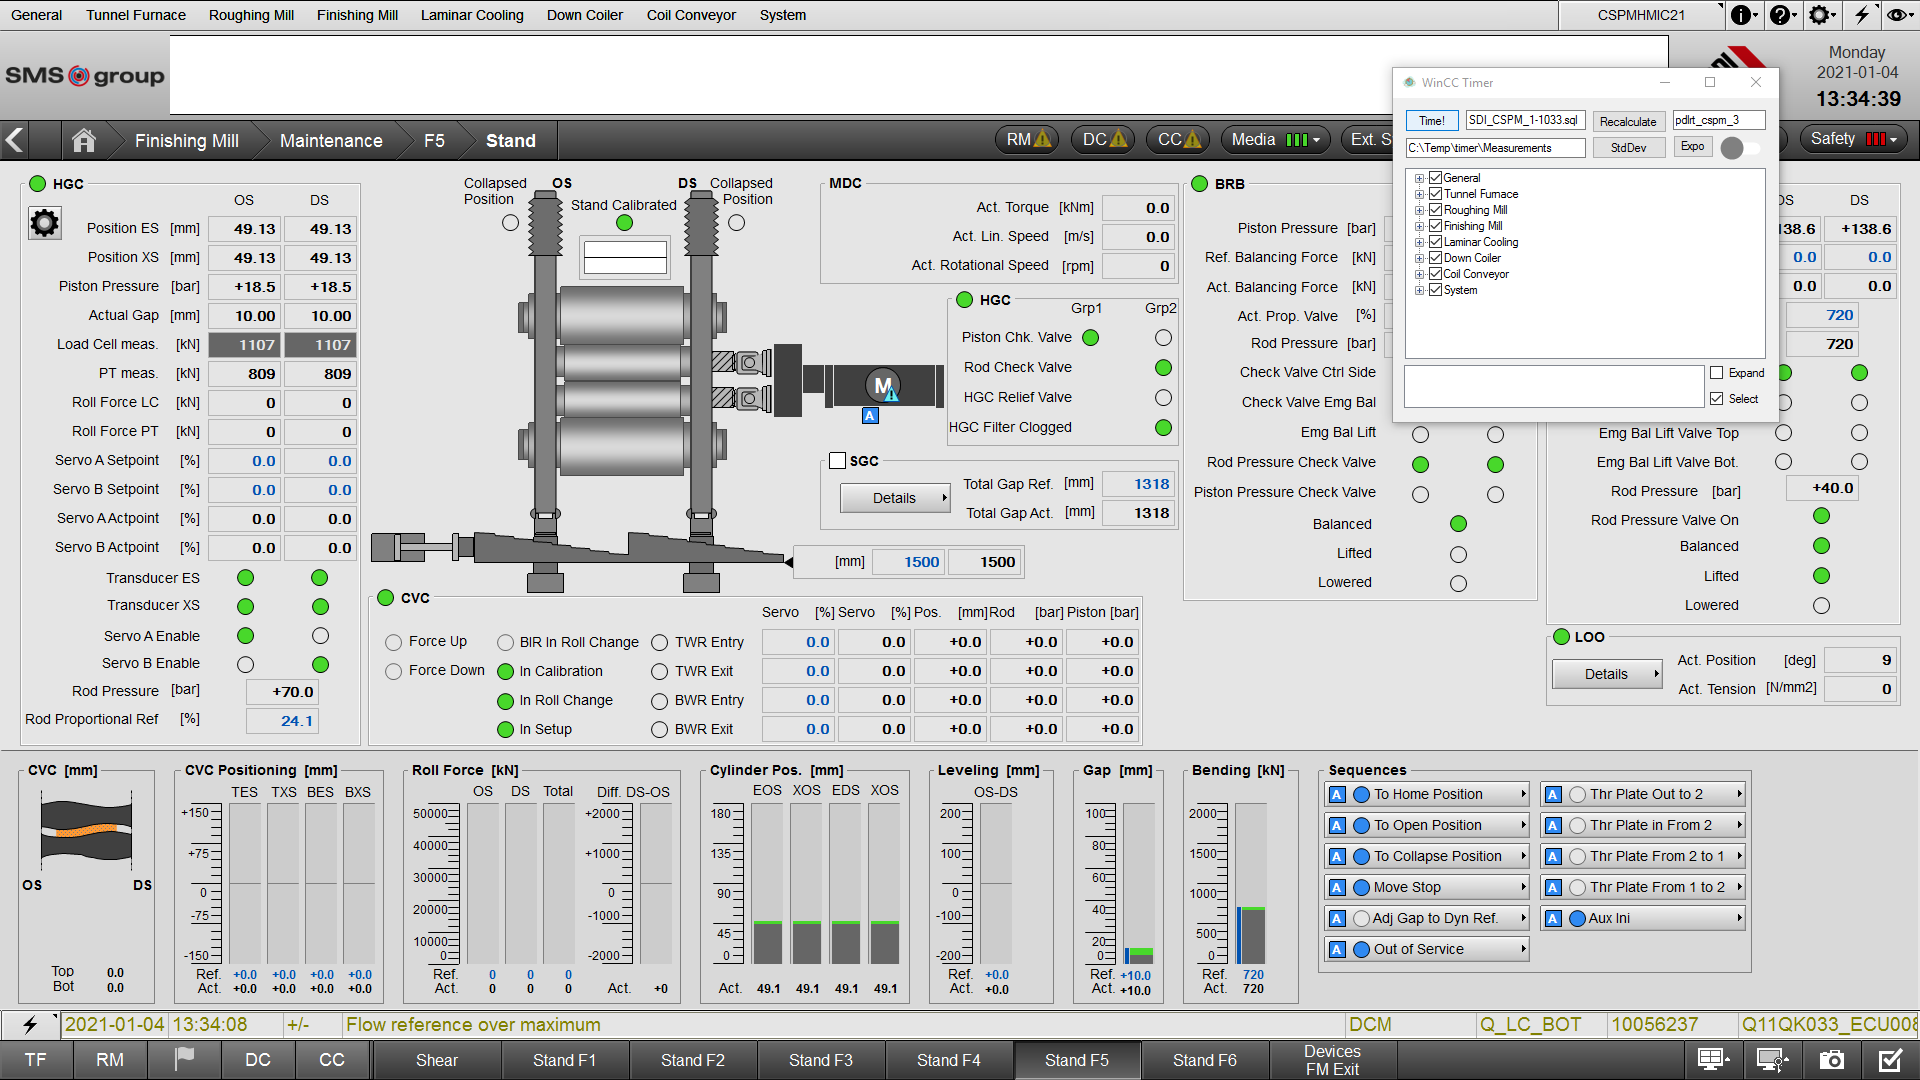 General Tunnel Furnace Roughing Mill Finishing Mill Laminar Cooling Down Coiler Coil Conveyor System CSPMHMIC21
SMS group
Monday
2021-01-04
13:34:39
Finishing Mill Maintenance F5 Stand RM DC CC Media Ext. S Safety
WinCC Timer
Time! SDI_CSPM_1-1033.sql Recalculate pdlrt_cspm_3
C:\Temp\timer\Measurements StdDev Expo
General
Tunnel Furnace
Roughing Mill
Finishing Mill
Laminar Cooling
Down Coiler
Coil Conveyor
System
Expand
Select
HGC
OS DS
Position ES [mm] 49.13 49.13
Position XS [mm] 49.13 49.13
Piston Pressure [bar] +18.5 +18.5
Actual Gap [mm] 10.00 10.00
Load Cell meas. [kN] 1107 1107
PT meas. [kN] 809 809
Roll Force LC [kN] 0 0
Roll Force PT [kN] 0 0
Servo A Setpoint [%] 0.0 0.0
Servo B Setpoint [%] 0.0 0.0
Servo A Actpoint [%] 0.0 0.0
Servo B Actpoint [%] 0.0 0.0
Transducer ES
Transducer XS
Servo A Enable
Servo B Enable
Rod Pressure [bar] +70.0
Rod Proportional Ref [%] 24.1
Collapsed Position OS DS Collapsed Position
Stand Calibrated
M
A
[mm] 1500 1500
MDC
Act. Torque [kNm] 0.0
Act. Lin. Speed [m/s] 0.0
Act. Rotational Speed [rpm] 0
HGC
Grp1 Grp2
Piston Chk. Valve
Rod Check Valve
HGC Relief Valve
HGC Filter Clogged
SGC
Details
Total Gap Ref. [mm] 1318
Total Gap Act. [mm] 1318
BRB
Piston Pressure [bar]
Ref. Balancing Force [kN]
Act. Balancing Force [kN]
Act. Prop. Valve [%]
Rod Pressure [bar]
Check Valve Ctrl Side
Check Valve Emg Bal
Emg Bal Lift
Rod Pressure Check Valve
Piston Pressure Check Valve
Balanced
Lifted
Lowered
DS DS
138.6 +138.6
0.0 0.0
0.0 0.0
720
720
Emg Bal Lift Valve Top
Emg Bal Lift Valve Bot.
Rod Pressure [bar] +40.0
Rod Pressure Valve On
Balanced
Lifted
Lowered
LOO
Details
Act. Position [deg] 9
Act. Tension [N/mm2] 0
CVC
Servo [%] Servo [%] Pos. [mm] Rod [bar] Piston [bar]
Force Up BIR In Roll Change TWR Entry 0.0 0.0 +0.0 +0.0 +0.0
Force Down In Calibration TWR Exit 0.0 0.0 +0.0 +0.0 +0.0
In Roll Change BWR Entry 0.0 0.0 +0.0 +0.0 +0.0
In Setup BWR Exit 0.0 0.0 +0.0 +0.0 +0.0
CVC [mm]
OS DS
Top 0.0
Bot 0.0
CVC Positioning [mm]
TES TXS BES BXS
+150
+75
0
-75
-150
Ref. +0.0 +0.0 +0.0 +0.0
Act. +0.0 +0.0 +0.0 +0.0
Roll Force [kN]
OS DS Total Diff. DS-OS
50000 +2000
40000 +1000
30000
20000 0
10000 -1000
0 -2000
Ref. 0 0 0
Act. 0 0 0 Act. +0
Cylinder Pos. [mm]
EOS XOS EDS XOS
180
135
90
45
0
Act. 49.1 49.1 49.1 49.1
Leveling [mm]
OS-DS
200
100
0
-100
-200
Ref. +0.0
Act. +0.0
Gap [mm]
100
80
60
40
20
0
Ref. +10.0
Act. +10.0
Bending [kN]
2000
1500
1000
500
0
Ref. 720
Act. 720
Sequences
A To Home Position A Thr Plate Out to 2
A To Open Position A Thr Plate in From 2
A To Collapse Position A Thr Plate From 2 to 1
A Move Stop A Thr Plate From 1 to 2
A Adj Gap to Dyn Ref. A Aux Ini
A Out of Service
2021-01-04 13:34:08 +/- Flow reference over maximum DCM Q_LC_BOT 10056237 Q11QK033_ECU008
TF RM DC CC Shear Stand F1 Stand F2 Stand F3 Stand F4 Stand F5 Stand F6 Devices FM Exit